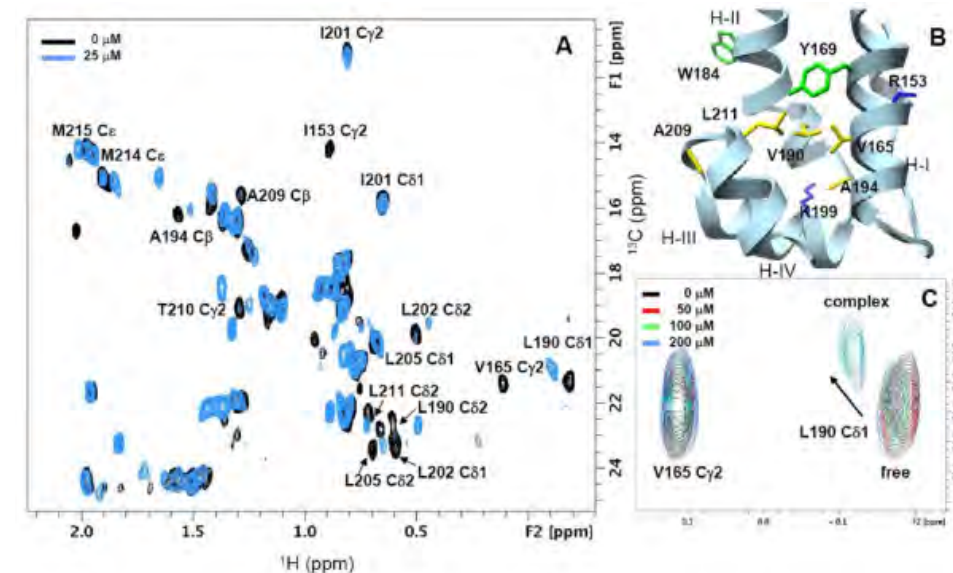 A
0 μM
25 μM
I201 Cγ2
F1 [ppm]
M215 Cε
M214 Cε
I153 Cγ2
I201 Cδ1
A209 Cβ
A194 Cβ
T210 Cγ2
L202 Cδ2
L190 Cδ1
L205 Cδ1
V165 Cγ2
L211 Cδ2
L190 Cδ2
L205 Cδ2
L202 Cδ1
14
16
18
20
22
24
¹³C (ppm)
2.0
1.5
1.0
0.5
F2 [ppm]
¹H (ppm)
B
H-II
Y169
W184
R153
L211
A209
V190
V165
H-I
A194
K199
H-III
H-IV
C
0 μM
50 μM
100 μM
200 μM
complex
L190 Cδ1
V165 Cγ2
free